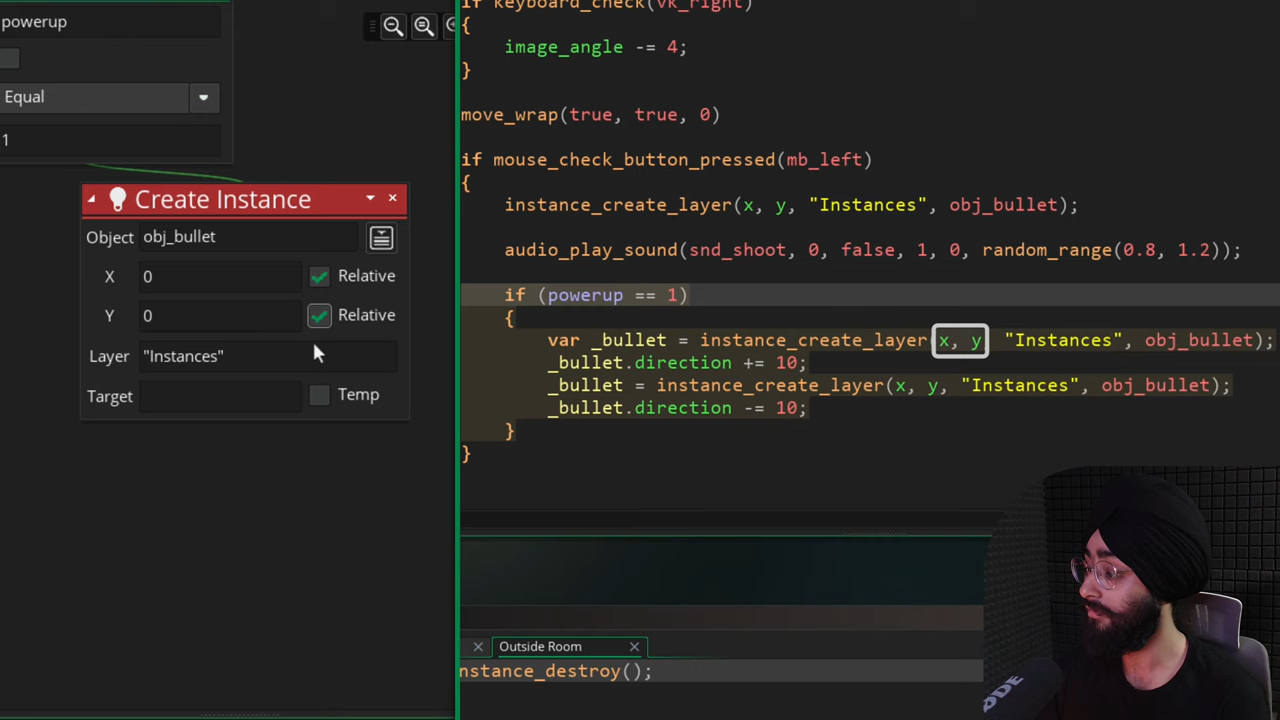 powerup
Equal
1
Create Instance
Object obj_bullet
X 0 Relative
Y 0 Relative
Layer "Instances"
Target Temp
if keyboard_check(vk_right)
{
image_angle -= 4;
}
move_wrap(true, true, 0)
if mouse_check_button_pressed(mb_left)
{
instance_create_layer(x, y, "Instances", obj_bullet);
audio_play_sound(snd_shoot, 0, false, 1, 0, random_range(0.8, 1.2));
if (powerup == 1)
{
var _bullet = instance_create_layer(x, y "Instances", obj_bullet);
_bullet.direction += 10;
_bullet = instance_create_layer(x, y, "Instances", obj_bullet);
_bullet.direction -= 10;
}
}
Outside Room
nstance_destroy();